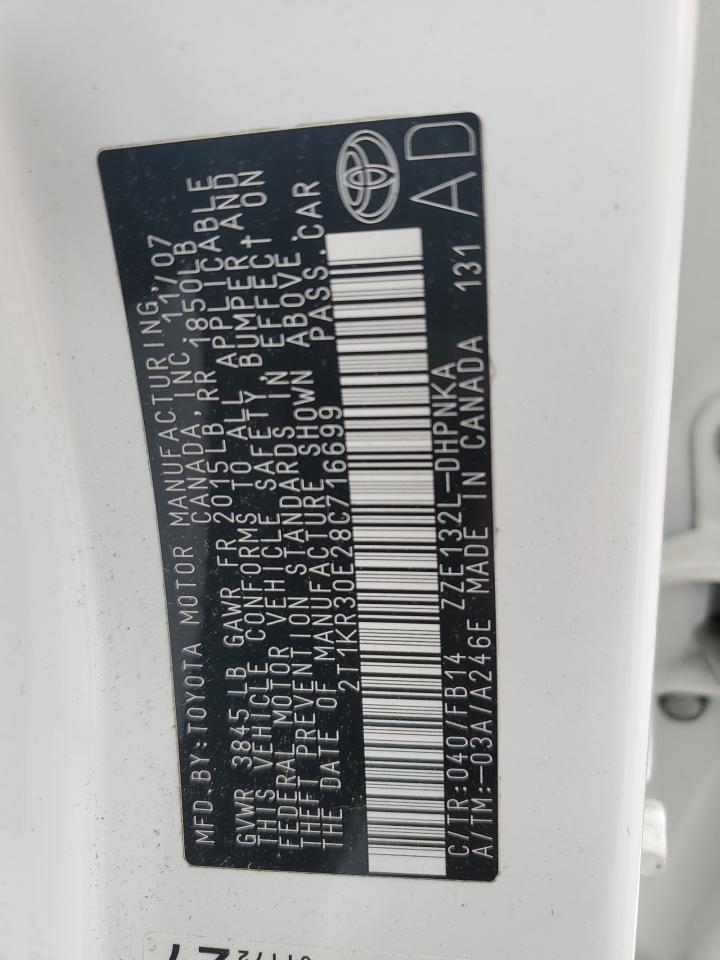 MFD.BY:TOYOTA MOTOR MANUFACTURING,
CANADA,INC. 11/07
GVWR 3845LB GAWR FR 2015LB RR 1850LB
THIS VEHICLE CONFORMS TO ALL APPLICABLE
FEDERAL MOTOR VEHICLE SAFETY, BUMPER, AND
THEFT PREVENTION STANDARDS IN EFFECT ON
THE DATE OF MANUFACTURE SHOWN ABOVE.
2T1KR30E28C716699 PASS.CAR
C/TR:040/FB14 ZZE132L-DHPNKA
A/TM:-03A/A246E MADE IN CANADA 131
AD